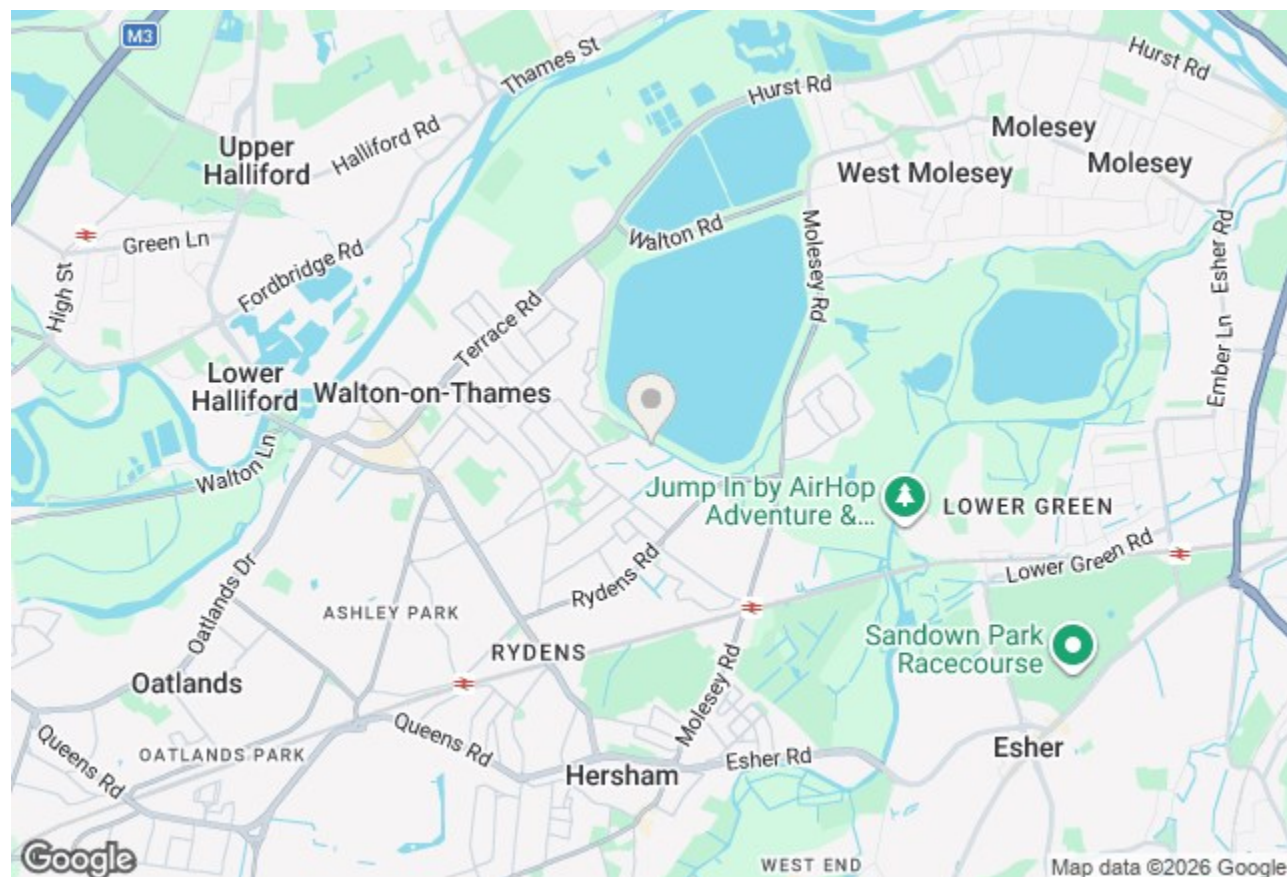 M3
Thames St
Hurst Rd
Hurst Rd
Upper
Halliford
Halliford Rd
Molesey
Molesey
West Molesey
Green Ln
High St
Fordbridge Rd
Walton Rd
Molesey Rd
Esher Rd
Ember Ln
Terrace Rd
Lower
Halliford
Walton-on-Thames
Walton Ln
Jump In by AirHop
Adventure &...
LOWER GREEN
Lower Green Rd
Oatlands Dr
Rydens Rd
ASHLEY PARK
RYDENS
Sandown Park
Racecourse
Oatlands
Molesey Rd
Queens Rd
Queens Rd
OATLANDS PARK
Hersham
Esher Rd
Esher
WEST END
Google
Map data ©2026 Google